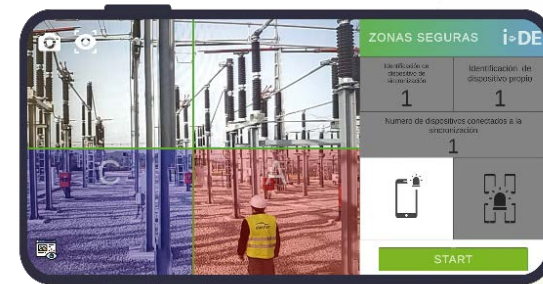 ZONAS SEGURAS
i-DE
Identificación de
dispositivo de
sincronización
1
Identificación de
dispositivo propio
1
Numero de dispositivos conectados a la
sincronización
1
C
A
START